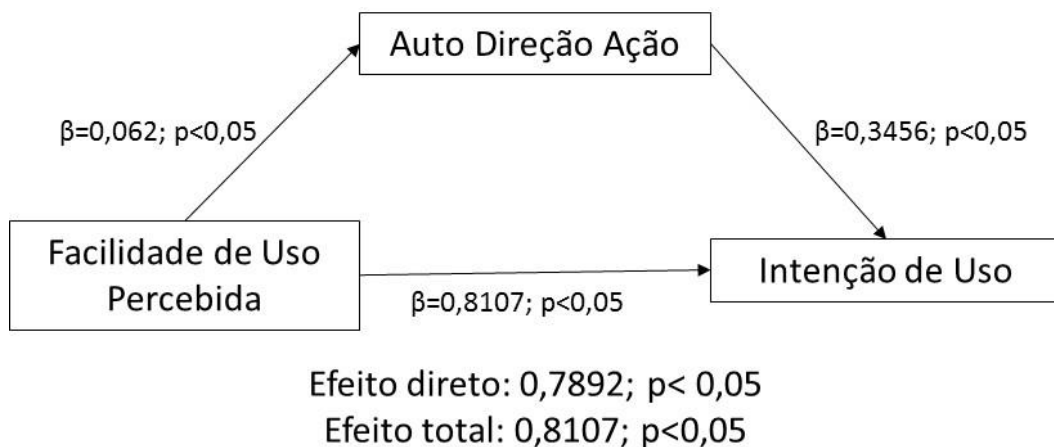 Auto Direção Ação
β=0,062; p<0,05
β=0,3456; p<0,05
Facilidade de Uso
Percebida
Intenção de Uso
β=0,8107; p<0,05
Efeito direto: 0,7892; p< 0,05
Efeito total: 0,8107; p<0,05